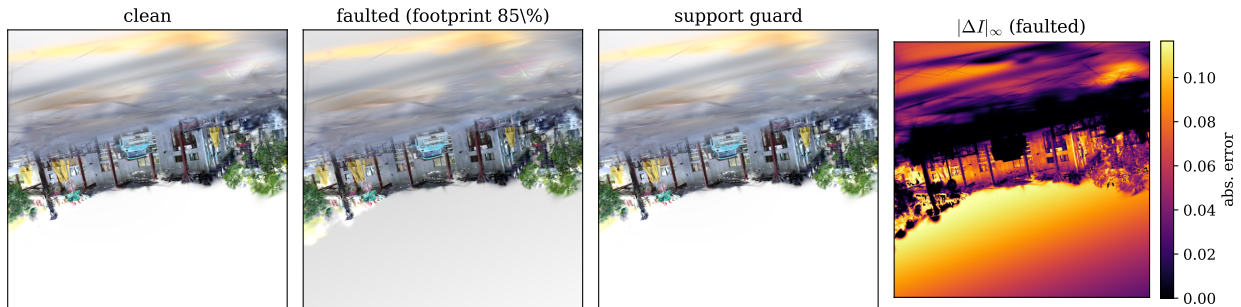 clean
faulted (footprint 85\%)
support guard
|ΔI|∞ (faulted)
0.10
0.08
0.06
0.04
0.02
0.00
abs. error